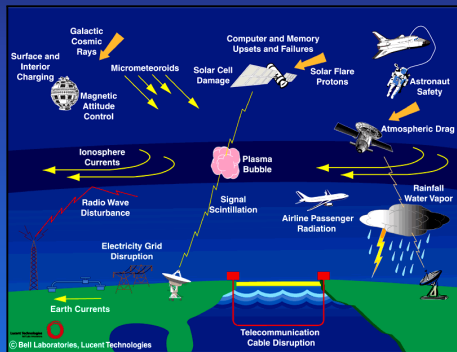 Galactic
Cosmic
Rays
Surface and
Interior
Charging
Micrometeoroids
Magnetic
Attitude
Control
Computer and Memory
Upsets and Failures
Solar Cell
Damage
Solar Flare
Protons
Astronaut
Safety
Atmospheric Drag
Ionosphere
Currents
Plasma
Bubble
Radio Wave
Disturbance
Signal
Scintillation
Airline Passenger
Radiation
Rainfall
Water Vapor
Electricity Grid
Disruption
Earth Currents
Telecommunication
Cable Disruption
Lucent Technologies
© Bell Laboratories, Lucent Technologies